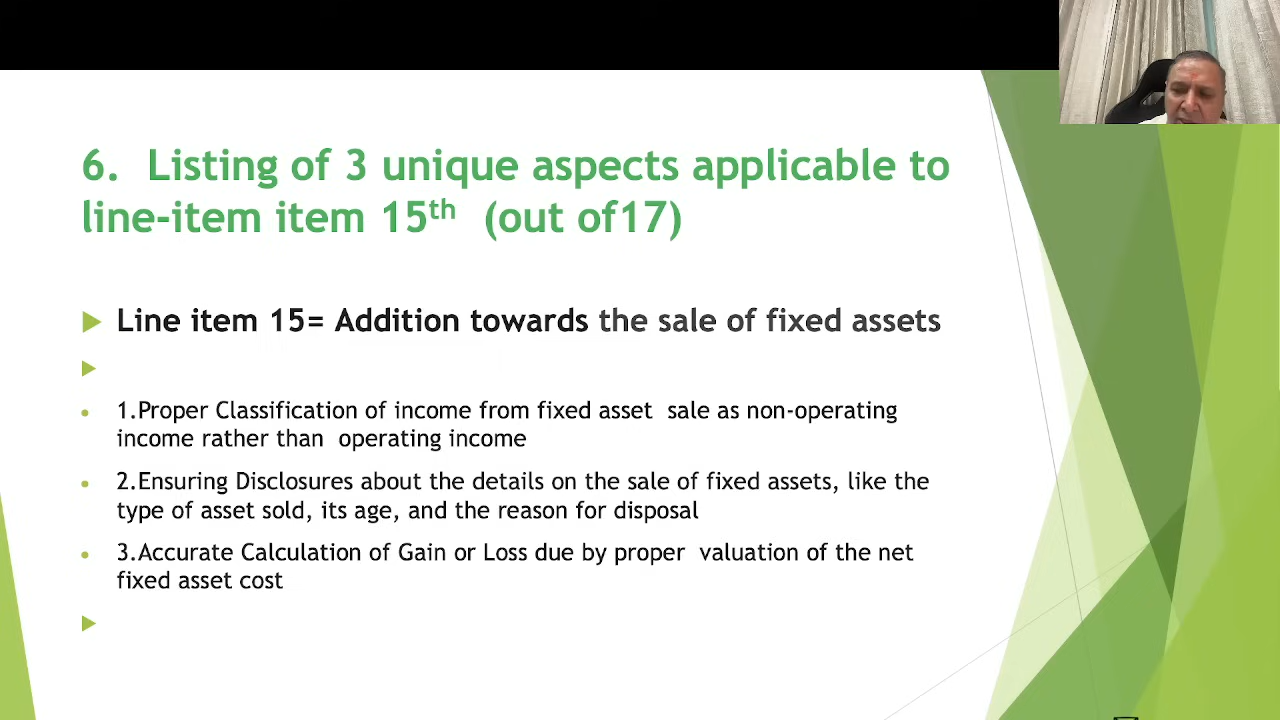 6. Listing of 3 unique aspects applicable to
line-item item 15th (out of17)
Line item 15= Addition towards the sale of fixed assets
1.Proper Classification of income from fixed asset sale as non-operating
income rather than operating income
2.Ensuring Disclosures about the details on the sale of fixed assets, like the
type of asset sold, its age, and the reason for disposal
3.Accurate Calculation of Gain or Loss due by proper valuation of the net
fixed asset cost